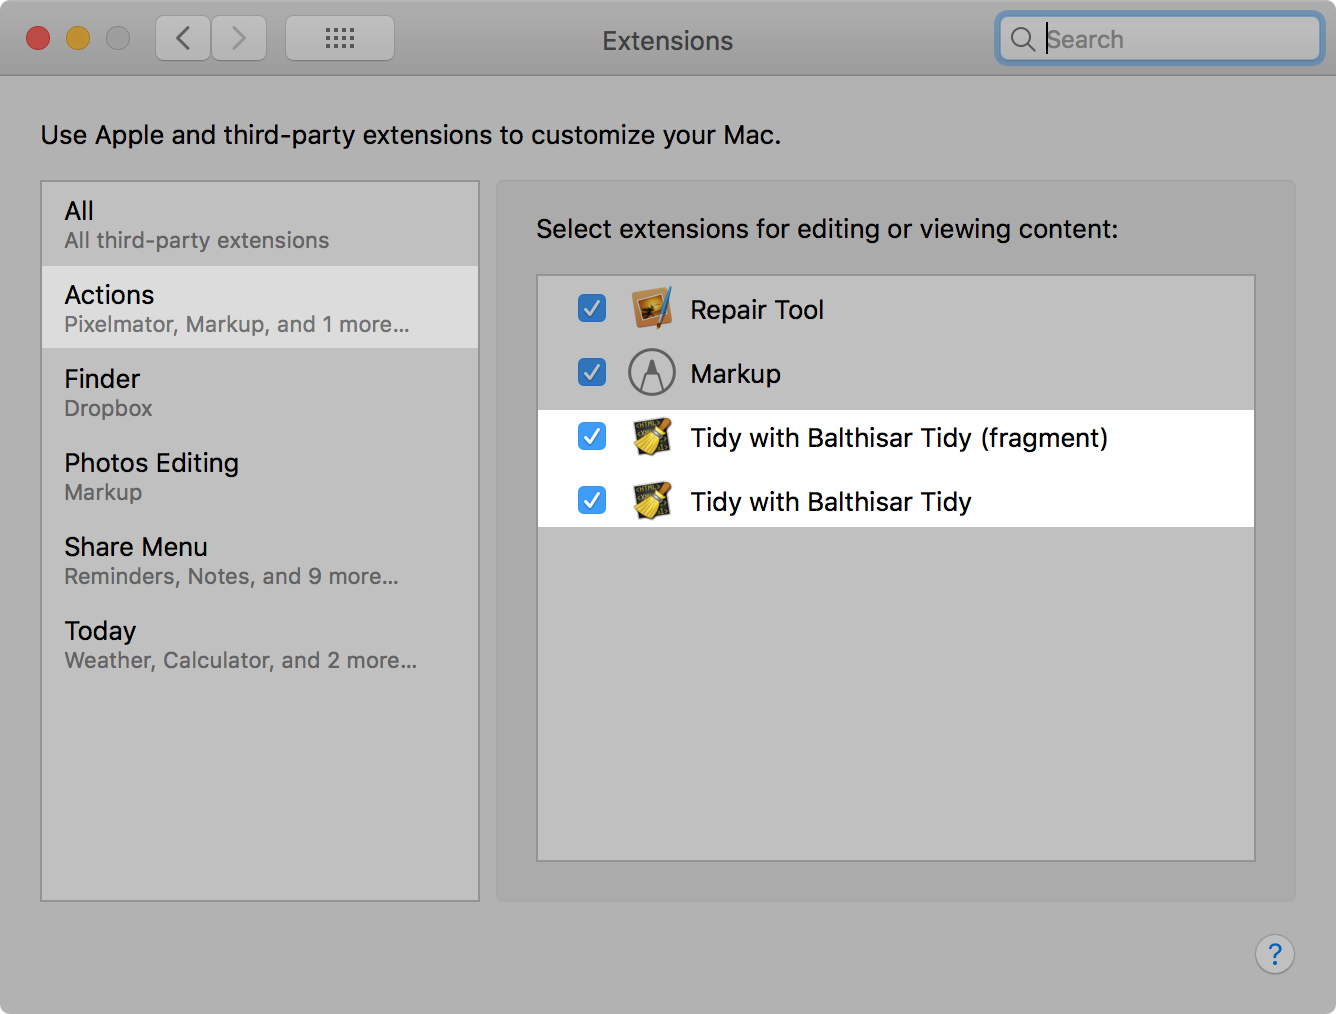 Extensions
Search
Use Apple and third-party extensions to customize your Mac.
All
All third-party extensions
Actions
Pixelmator, Markup, and 1 more...
Finder
Dropbox
Photos Editing
Markup
Share Menu
Reminders, Notes, and 9 more...
Today
Weather, Calculator, and 2 more...
Select extensions for editing or viewing content:
Repair Tool
Markup
Tidy with Balthisar Tidy (fragment)
Tidy with Balthisar Tidy
?